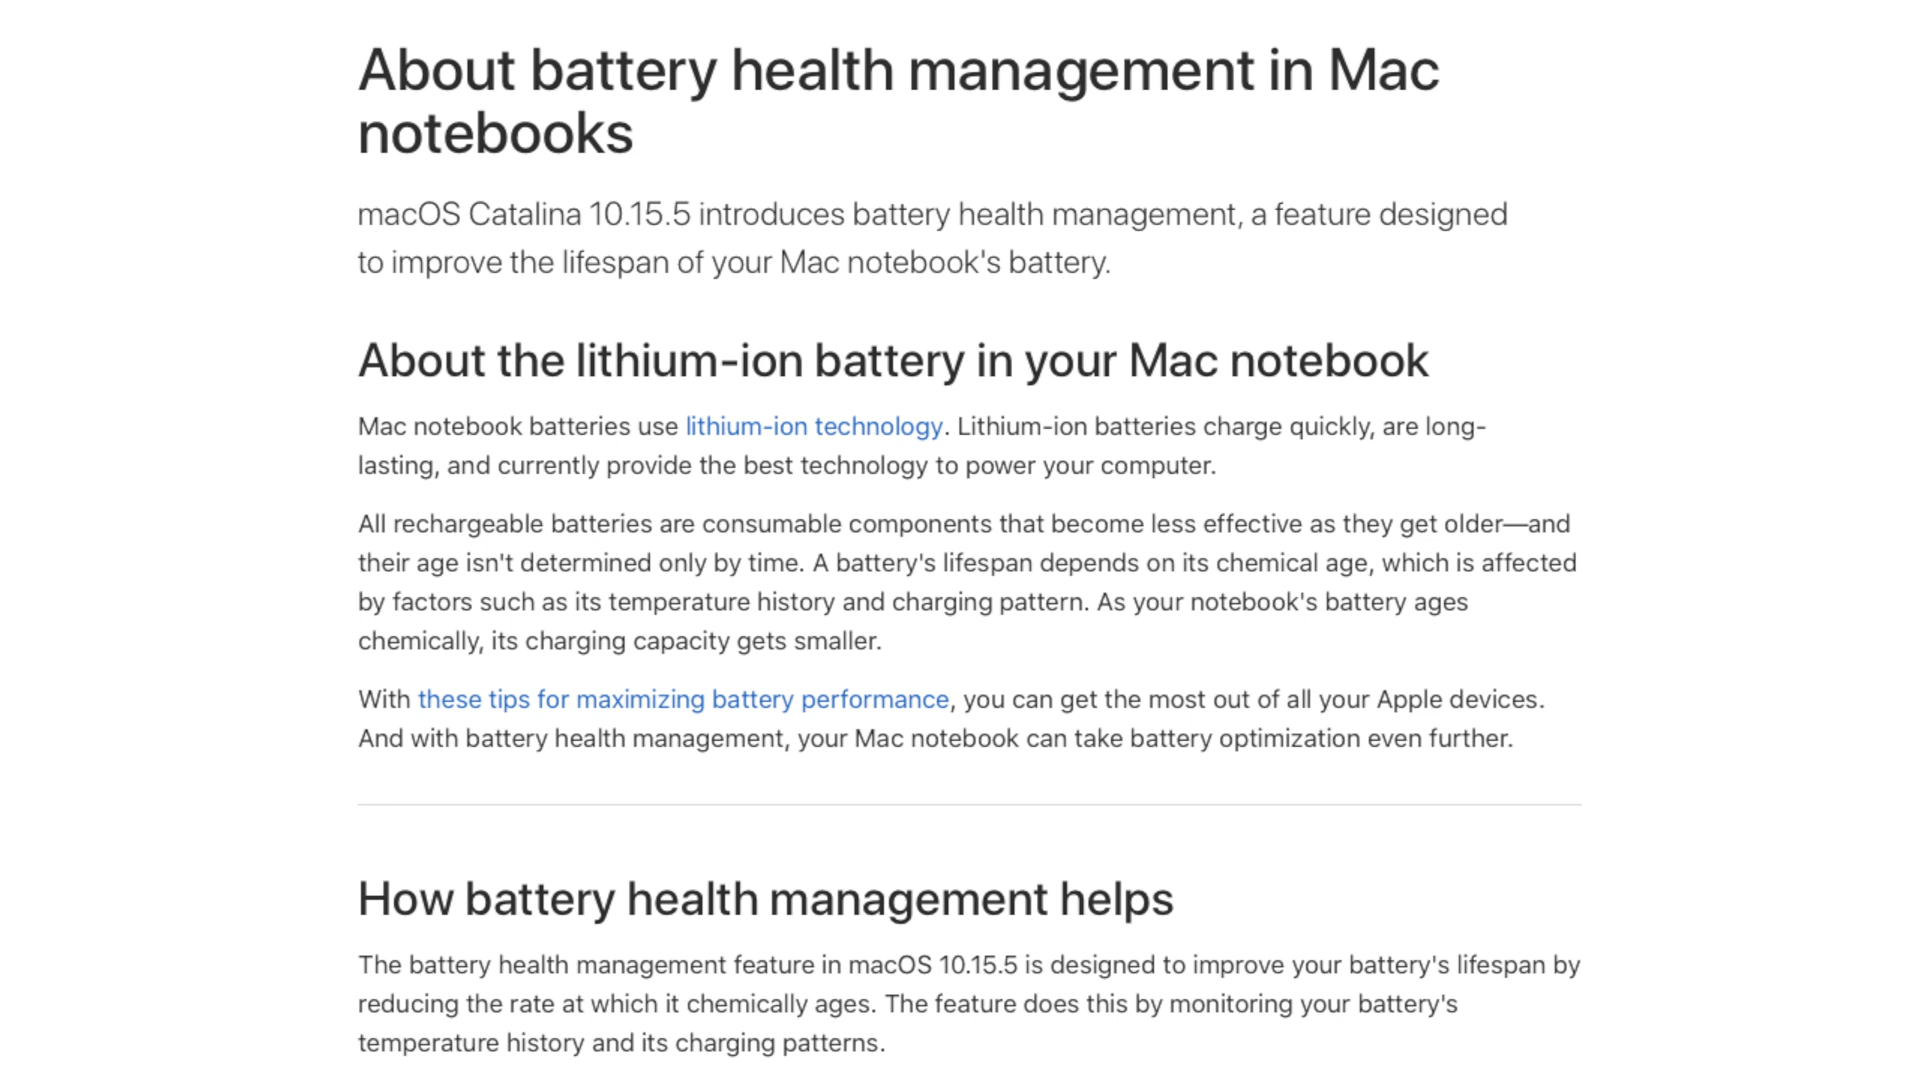 About battery health management in Mac
notebooks
macOS Catalina 10.15.5 introduces battery health management, a feature designed
to improve the lifespan of your Mac notebook's battery.
About the lithium-ion battery in your Mac notebook
Mac notebook batteries use lithium-ion technology. Lithium-ion batteries charge quickly, are long-
lasting, and currently provide the best technology to power your computer.
All rechargeable batteries are consumable components that become less effective as they get older—and
their age isn't determined only by time. A battery's lifespan depends on its chemical age, which is affected
by factors such as its temperature history and charging pattern. As your notebook's battery ages
chemically, its charging capacity gets smaller.
With these tips for maximizing battery performance, you can get the most out of all your Apple devices.
And with battery health management, your Mac notebook can take battery optimization even further.
How battery health management helps
The battery health management feature in macOS 10.15.5 is designed to improve your battery's lifespan by
reducing the rate at which it chemically ages. The feature does this by monitoring your battery's
temperature history and its charging patterns.